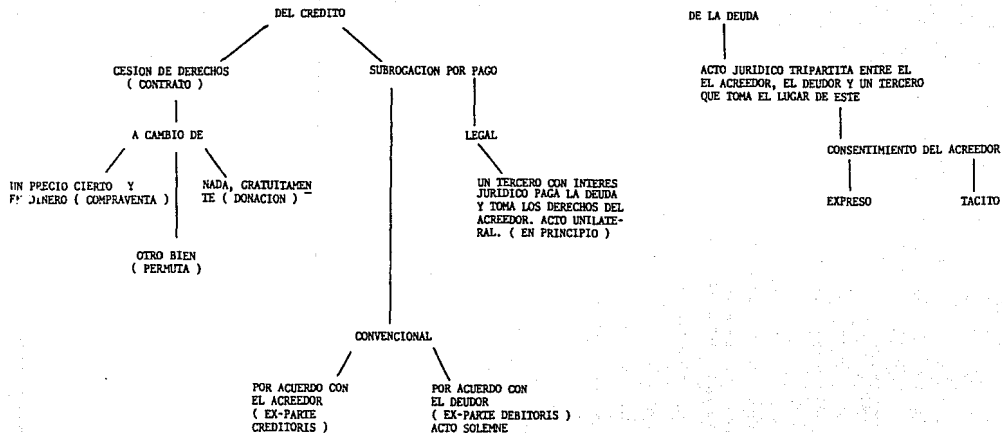 DEL CREDITO
CESION DE DERECHOS
( CONTRATO )
A CAMBIO DE
UN PRECIO CIERTO Y
EN DINERO ( COMPRAVENTA )
NADA, GRATUITAMEN
TE ( DONACION )
OTRO BIEN
( PERMUTA )
SUBROGACION POR PAGO
LEGAL
UN TERCERO CON INTERES
JURIDICO PAGA LA DEUDA
Y TOMA LOS DERECHOS DEL
ACREEDOR. ACTO UNILATE-
RAL. ( EN PRINCIPIO )
CONVENCIONAL
POR ACUERDO CON
EL ACREEDOR
( EX-PARTE
CREDITORIS )
POR ACUERDO CON
EL DEUDOR
( EX-PARTE DEBITORIS )
ACTO SOLEMNE
DE LA DEUDA
ACTO JURIDICO TRIPARTITA ENTRE EL
EL ACREEDOR, EL DEUDOR Y UN TERCERO
QUE TOMA EL LUGAR DE ESTE
CONSENTIMIENTO DEL ACREEDOR
EXPRESO
TACITO